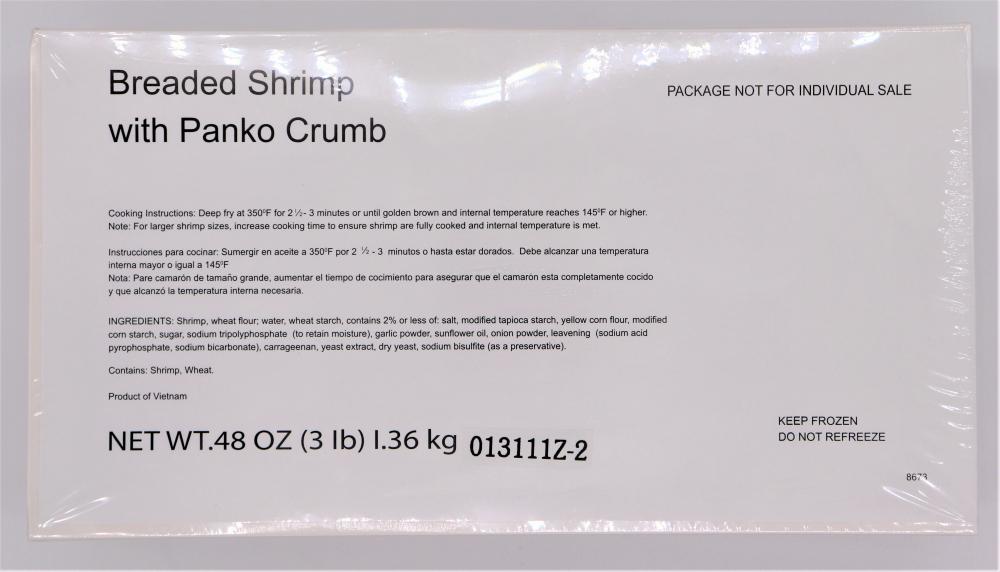 Breaded Shrimp
with Panko Crumb
PACKAGE NOT FOR INDIVIDUAL SALE
Cooking Instructions: Deep fry at 350⁰F for 2 ½- 3 minutes or until golden brown and internal temperature reaches 145⁰F or higher.
Note: For larger shrimp sizes, increase cooking time to ensure shrimp are fully cooked and internal temperature is met.
Instrucciones para cocinar: Sumergir en aceite a 350⁰F por 2 ½ - 3 minutos o hasta estar dorados. Debe alcanzar una temperatura
interna mayor o igual a 145⁰F
Nota: Pare camarón de tamaño grande, aumentar el tiempo de cocimiento para asegurar que el camarón esta completamente cocido
y que alcanzó la temperatura interna necesaria.
INGREDIENTS: Shrimp, wheat flour; water, wheat starch, contains 2% or less of: salt, modified tapioca starch, yellow corn flour, modified
corn starch, sugar, sodium tripolyphosphate (to retain moisture), garlic powder, sunflower oil, onion powder, leavening (sodium acid
pyrophosphate, sodium bicarbonate), carrageenan, yeast extract, dry yeast, sodium bisulfite (as a preservative).
Contains: Shrimp, Wheat.
Product of Vietnam
NET WT.48 OZ (3 lb) l.36 kg 013111Z-2
KEEP FROZEN
DO NOT REFREEZE
8673